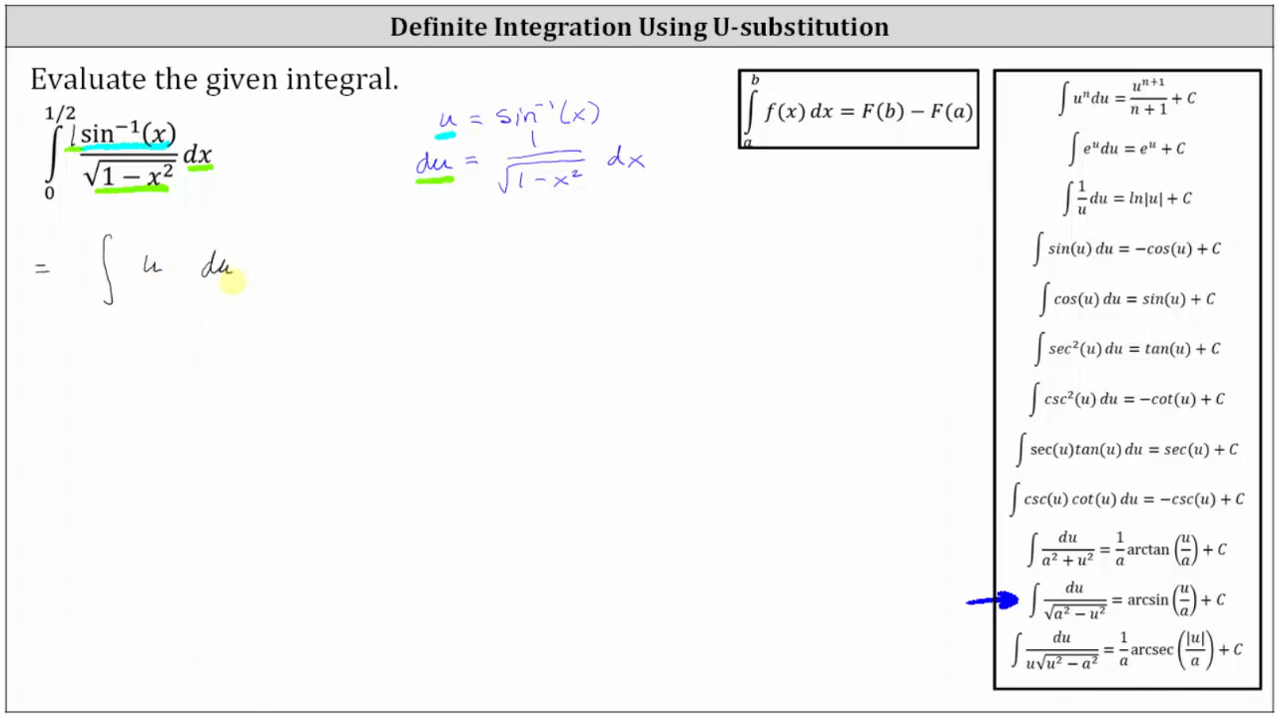 Definite Integration Using U-substitution
Evaluate the given integral.
∫₀^{1/2} 1 sin⁻¹(x) / √(1 − x²) dx
u = sin⁻¹(x)
du = 1 / √(1 − x²) dx
= ∫ u du
∫ₐᵇ f(x) dx = F(b) − F(a)
∫ uⁿdu = uⁿ⁺¹ / (n + 1) + C
∫ eᵘdu = eᵘ + C
∫ 1/u du = ln|u| + C
∫ sin(u) du = −cos(u) + C
∫ cos(u) du = sin(u) + C
∫ sec²(u) du = tan(u) + C
∫ csc²(u) du = −cot(u) + C
∫ sec(u)tan(u) du = sec(u) + C
∫ csc(u) cot(u) du = −csc(u) + C
∫ du / (a² + u²) = 1/a arctan (u/a) + C
∫ du / √(a² − u²) = arcsin (u/a) + C
∫ du / (u√(u² − a²)) = 1/a arcsec (|u|/a) + C